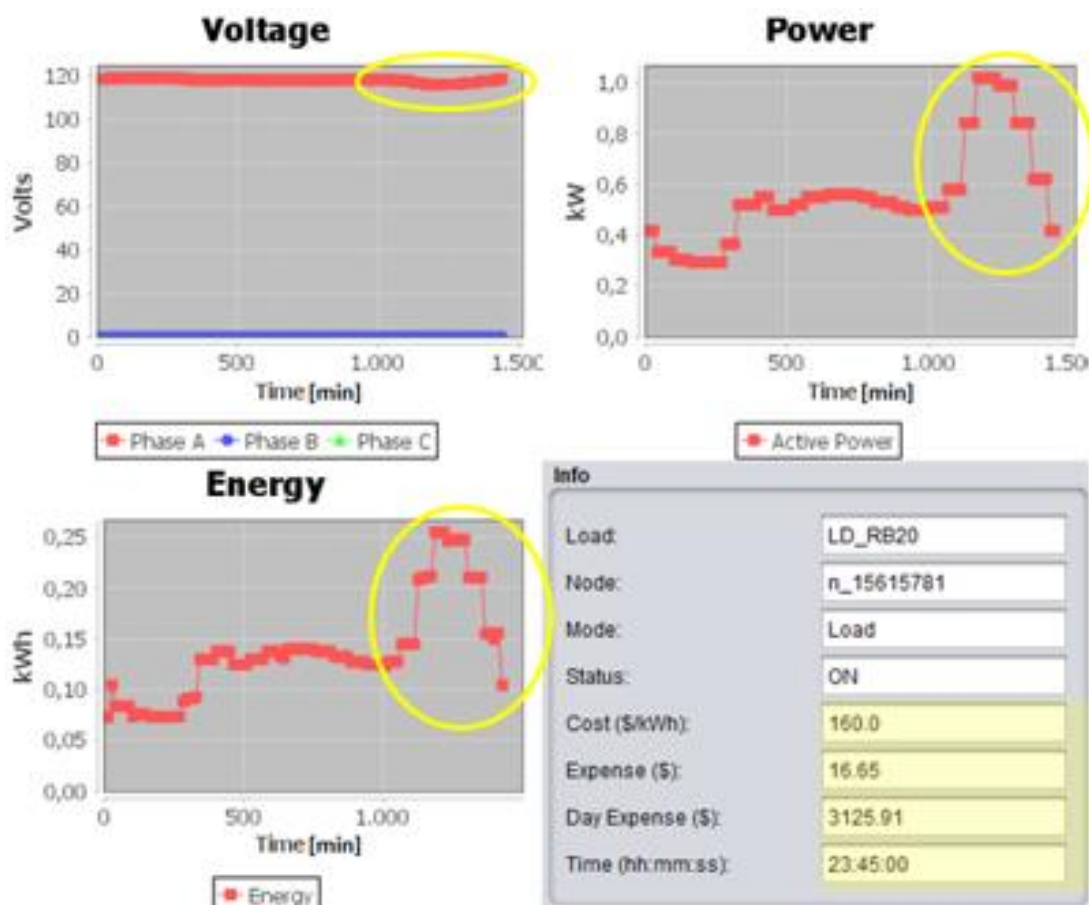 Voltage
120
100
80
60
40
20
0
Volts
0 500 1.000 1.500
Time [min]
Phase A Phase B Phase C
Power
1,0
0,8
0,6
0,4
0,2
0,0
kW
0 500 1.000 1.500
Time [min]
Active Power
Energy
0,25
0,20
0,15
0,10
0,05
0,00
kWh
0 500 1.000
Time [min]
Energy
Info
Load: LD_RB20
Node: n_15615781
Mode: Load
Status: ON
Cost ($/kWh): 160.0
Expense ($): 16.65
Day Expense ($): 3125.91
Time (hh:mm:ss): 23:45:00